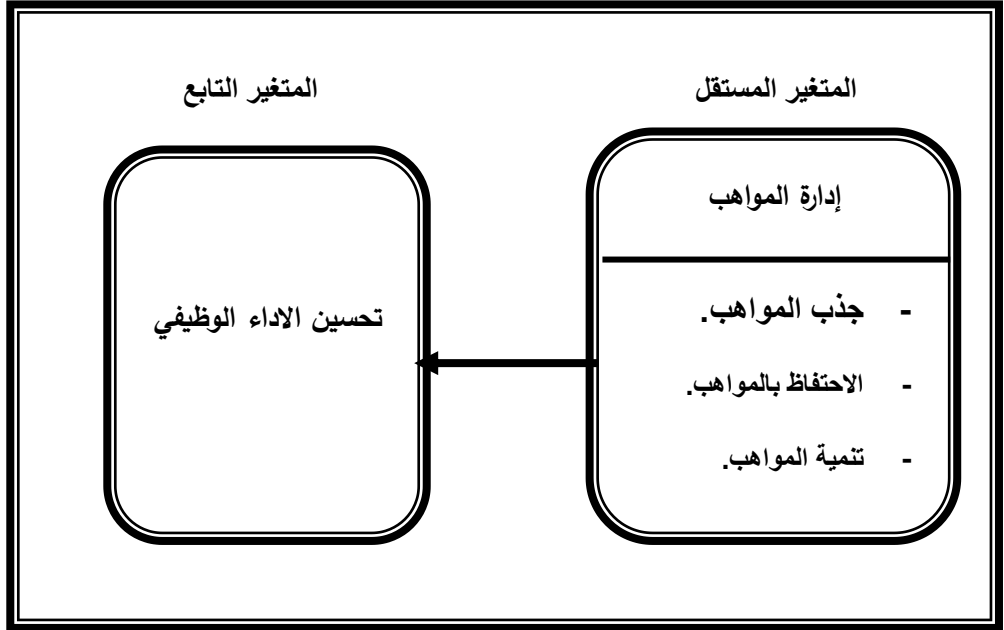 المتغير المستقل
المتغير التابع
إدارة المواهب
- جذب المواهب.
- الاحتفاظ بالمواهب.
- تنمية المواهب.
تحسين الاداء الوظيفي